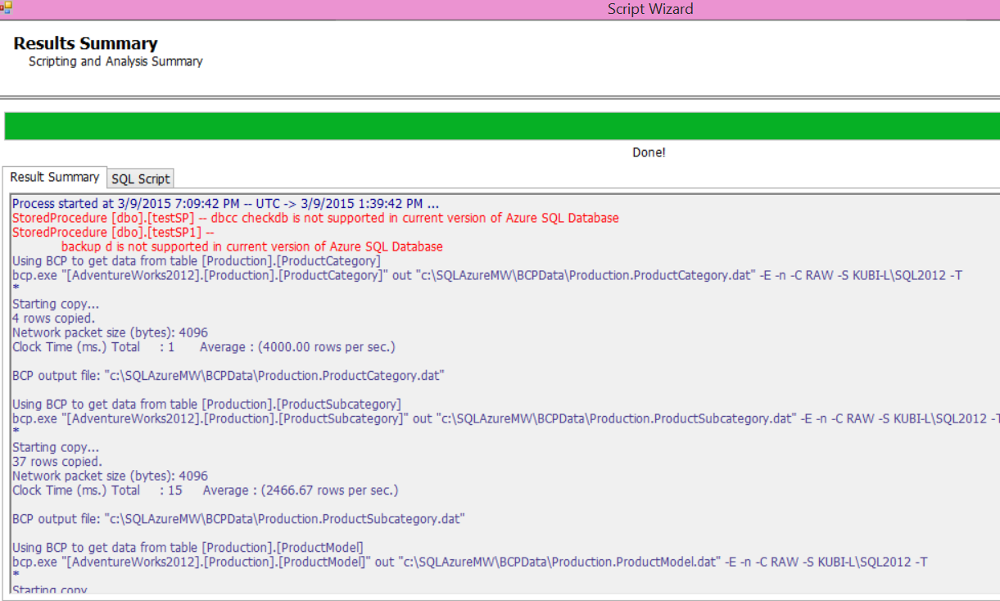 Script Wizard
Results Summary
Scripting and Analysis Summary
Done!
Result Summary
SQL Script
Process started at 3/9/2015 7:09:42 PM -- UTC -> 3/9/2015 1:39:42 PM ...
StoredProcedure [dbo].[testSP] -- dbcc checkdb is not supported in current version of Azure SQL Database
StoredProcedure [dbo].[testSP1] --
backup d is not supported in current version of Azure SQL Database
Using BCP to get data from table [Production].[ProductCategory]
bcp.exe "[AdventureWorks2012].[Production].[ProductCategory]" out "c:\SQLAzureMW\BCPData\Production.ProductCategory.dat" -E -n -C RAW -S KUBI-L\SQL2012 -T
*
Starting copy...
4 rows copied.
Network packet size (bytes): 4096
Clock Time (ms.) Total : 1 Average : (4000.00 rows per sec.)
BCP output file: "c:\SQLAzureMW\BCPData\Production.ProductCategory.dat"
Using BCP to get data from table [Production].[ProductSubcategory]
bcp.exe "[AdventureWorks2012].[Production].[ProductSubcategory]" out "c:\SQLAzureMW\BCPData\Production.ProductSubcategory.dat" -E -n -C RAW -S KUBI-L\SQL2012 -T
*
Starting copy...
37 rows copied.
Network packet size (bytes): 4096
Clock Time (ms.) Total : 15 Average : (2466.67 rows per sec.)
BCP output file: "c:\SQLAzureMW\BCPData\Production.ProductSubcategory.dat"
Using BCP to get data from table [Production].[ProductModel]
bcp.exe "[AdventureWorks2012].[Production].[ProductModel]" out "c:\SQLAzureMW\BCPData\Production.ProductModel.dat" -E -n -C RAW -S KUBI-L\SQL2012 -T
*
Starting copy